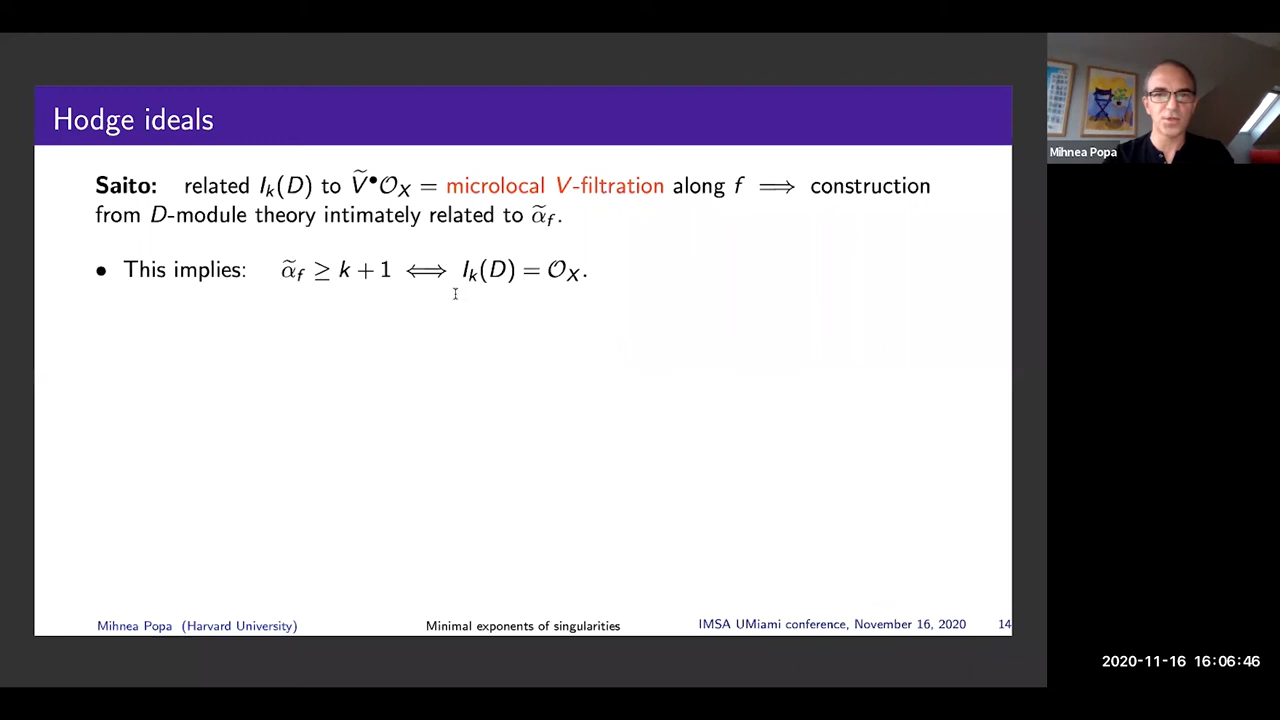 Hodge ideals
Saito: related I_k(D) to Ṽ^• 𝒪_X = microlocal V-filtration along f ⟹ construction
from D-module theory intimately related to α̃_f.
• This implies: α̃_f ≥ k + 1 ⟺ I_k(D) = 𝒪_X.
Mihnea Popa (Harvard University)
Minimal exponents of singularities
IMSA UMiami conference, November 16, 2020
14
Mihnea Popa
2020-11-16 16:06:46